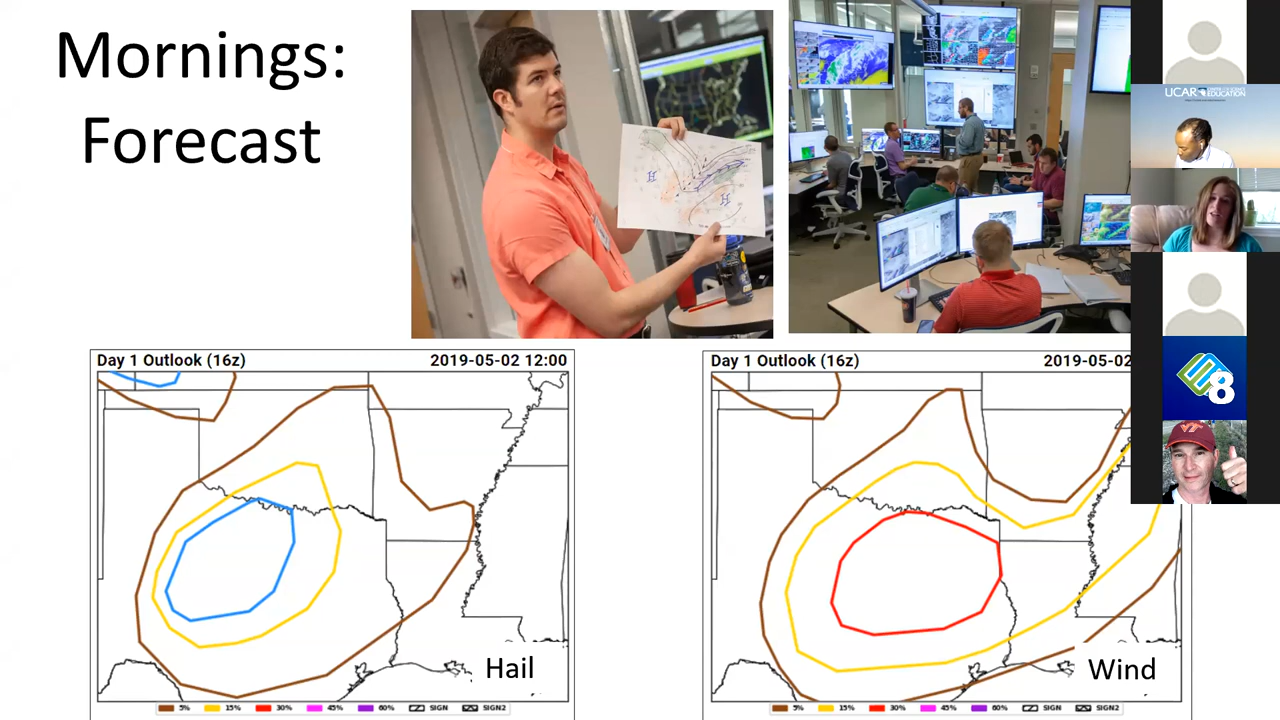 Mornings:
Forecast
H
H
UCAR
EDUCATION
8
VT
Day 1 Outlook (16z) 2019-05-02 12:00
Hail
5% 15% 30% 45% 60% SIGN SIGN2
Day 1 Outlook (16z) 2019-05-02
Wind
5% 15% 30% 45% 60% SIGN SIGN2